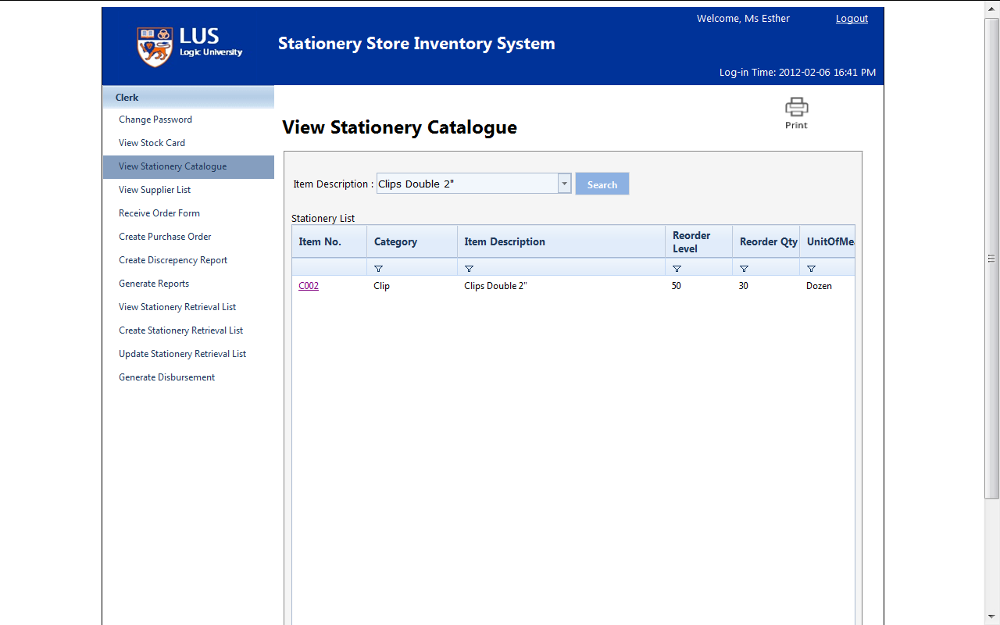 Welcome, Ms Esther
Logout
LUS
Logic University
Stationery Store Inventory System
Log-in Time: 2012-02-06 16:41 PM
Clerk
Change Password
View Stock Card
View Stationery Catalogue
View Supplier List
Receive Order Form
Create Purchase Order
Create Discrepency Report
Generate Reports
View Stationery Retrieval List
Create Stationery Retrieval List
Update Stationery Retrieval List
Generate Disbursement
Print
View Stationery Catalogue
Item Description : Clips Double 2" Search
Stationery List
Item No. Category Item Description Reorder Level Reorder Qty UnitOfMea
C002 Clip Clips Double 2" 50 30 Dozen